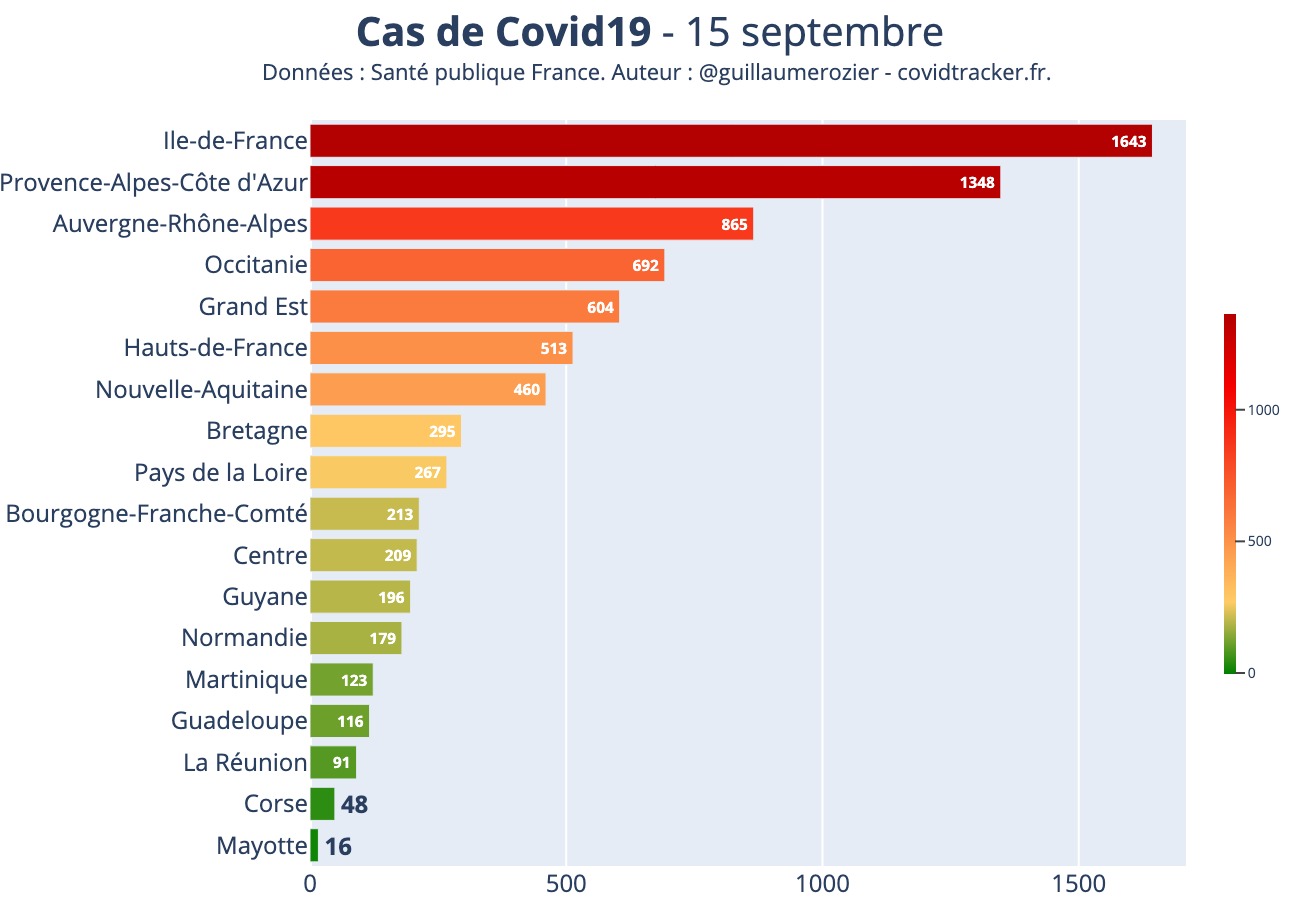 Cas de Covid19 - 15 septembre
Données : Santé publique France. Auteur : @guillaumerozier - covidtracker.fr.
Ile-de-France 1643
Provence-Alpes-Côte d'Azur 1348
Auvergne-Rhône-Alpes 865
Occitanie 692
Grand Est 604
Hauts-de-France 513
Nouvelle-Aquitaine 460
Bretagne 295
Pays de la Loire 267
Bourgogne-Franche-Comté 213
Centre 209
Guyane 196
Normandie 179
Martinique 123
Guadeloupe 116
La Réunion 91
Corse 48
Mayotte 16
0 500 1000 1500
1000
500
0